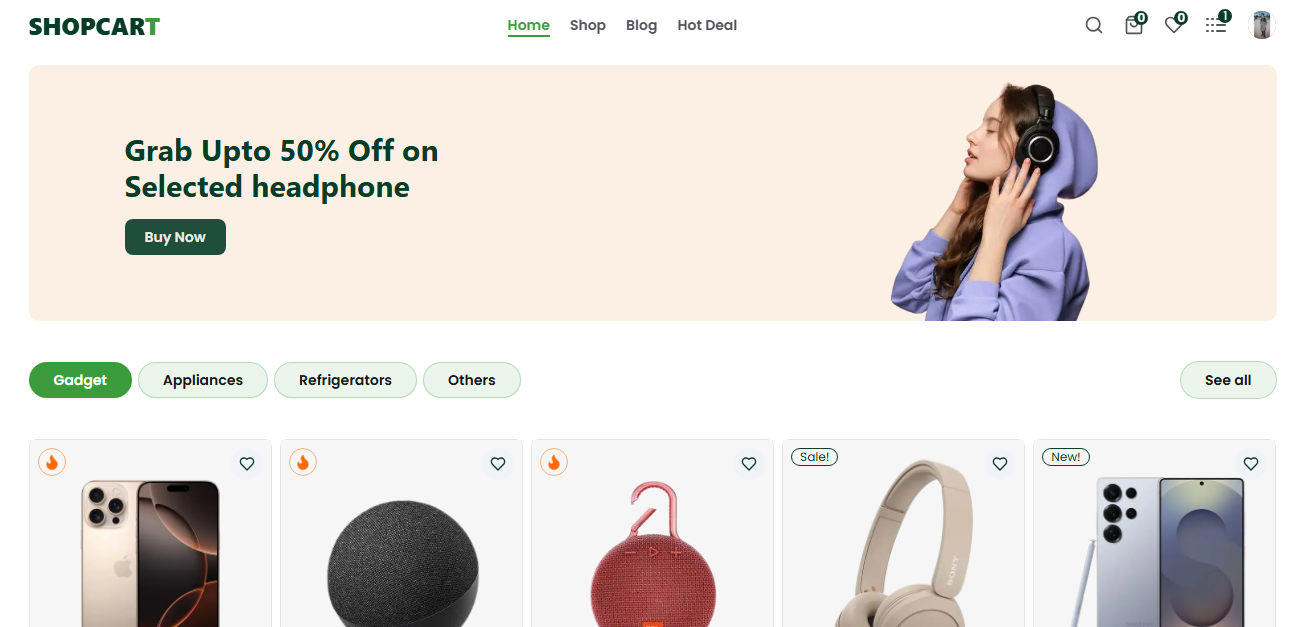 SHOPCART
Home Shop Blog Hot Deal
0 0 1
Grab Upto 50% Off on
Selected headphone
Buy Now
Gadget Appliances Refrigerators Others See all
Sale! New!
SONY